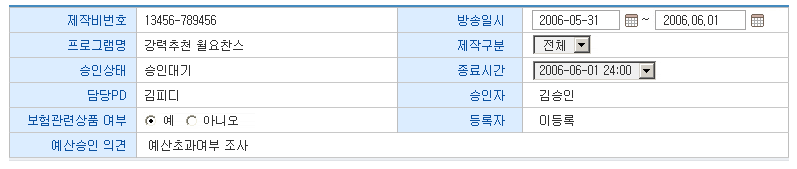 제작비번호 13456-789456 방송일시 2006-05-31 ~ 2006,06,01
프로그램명 강력추천 월요찬스 제작구분 전체
승인상태 승인대기 종료시간 2006-06-01 24:00
담당PD 김피디 승인자 김승인
보험관련상품 여부 예 아니오 등록자 이등록
예산승인 의견 예산초과여부 조사